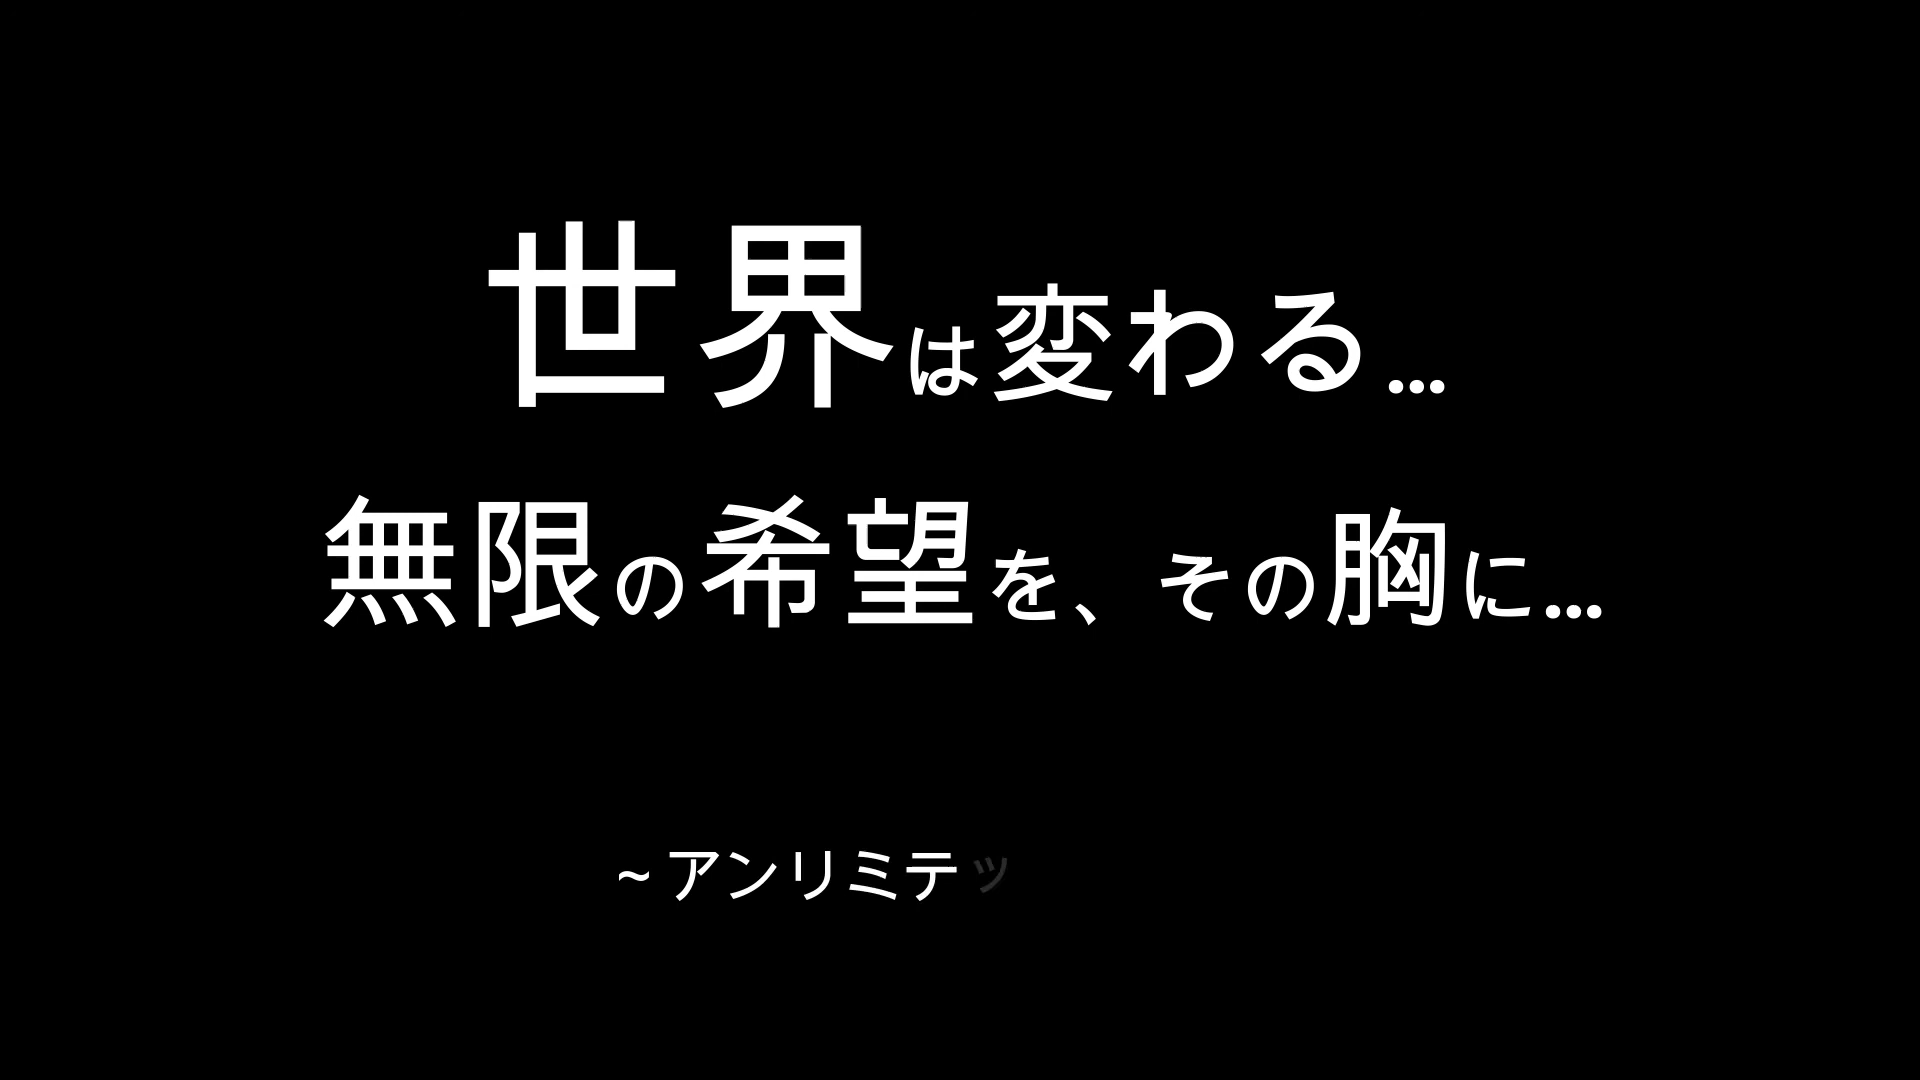 世界は変わる…
無限の希望を、その胸に…
~アンリミテッ